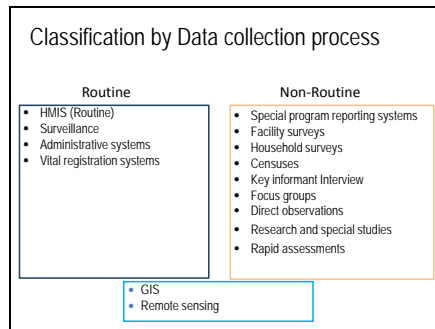 Classification by Data collection process
Routine
• HMIS (Routine)
• Surveillance
• Administrative systems
• Vital registration systems
Non-Routine
• Special program reporting systems
• Facility surveys
• Household surveys
• Censuses
• Key informant Interview
• Focus groups
• Direct observations
• Research and special studies
• Rapid assessments
• GIS
• Remote sensing